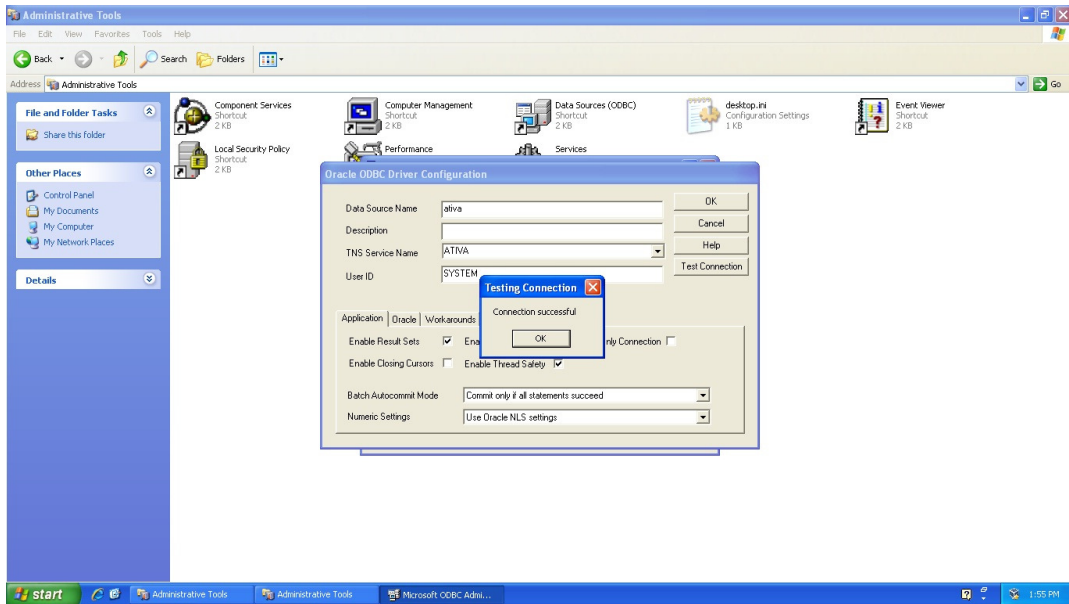 Administrative Tools
File Edit View Favorites Tools Help
Back Search Folders
Address Administrative Tools Go
File and Folder Tasks
Share this folder
Other Places
Control Panel
My Documents
My Computer
My Network Places
Details
Component Services
Shortcut
2 KB
Computer Management
Shortcut
2 KB
Data Sources (ODBC)
Shortcut
2 KB
desktop.ini
Configuration Settings
1 KB
Event Viewer
Shortcut
2 KB
Local Security Policy
Shortcut
2 KB
Performance
Services
Oracle ODBC Driver Configuration
Data Source Name ativa
Description
TNS Service Name ATIVA
User ID SYSTEM
OK
Cancel
Help
Test Connection
Testing Connection
Connection successful
OK
Application Oracle Workarounds
Enable Result Sets
Connection
Enable Closing Cursors Enable Thread Safety
Batch Autocommit Mode Commit only if all statements succeed
Numeric Settings Use Oracle NLS settings
start Administrative Tools Administrative Tools Microsoft ODBC Admi... 1:55 PM